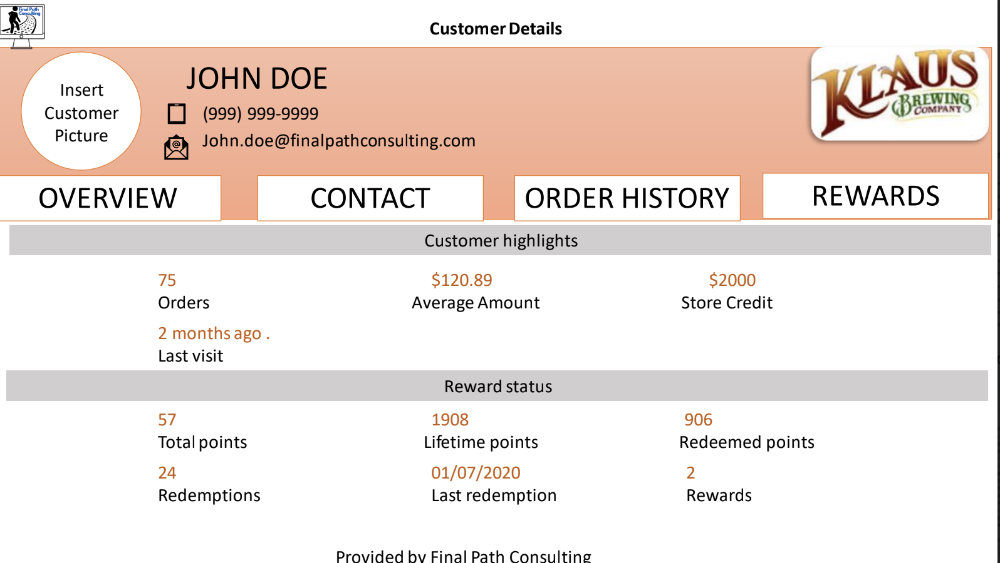 Final Path
Consulting
Customer Details
Insert
Customer
Picture
JOHN DOE
(999) 999-9999
John.doe@finalpathconsulting.com
KLAUS
BREWING
COMPANY
OVERVIEW
CONTACT
ORDER HISTORY
REWARDS
Customer highlights
75
Orders
$120.89
Average Amount
$2000
Store Credit
2 months ago .
Last visit
Reward status
57
Total points
1908
Lifetime points
906
Redeemed points
24
Redemptions
01/07/2020
Last redemption
2
Rewards
Provided by Final Path Consulting